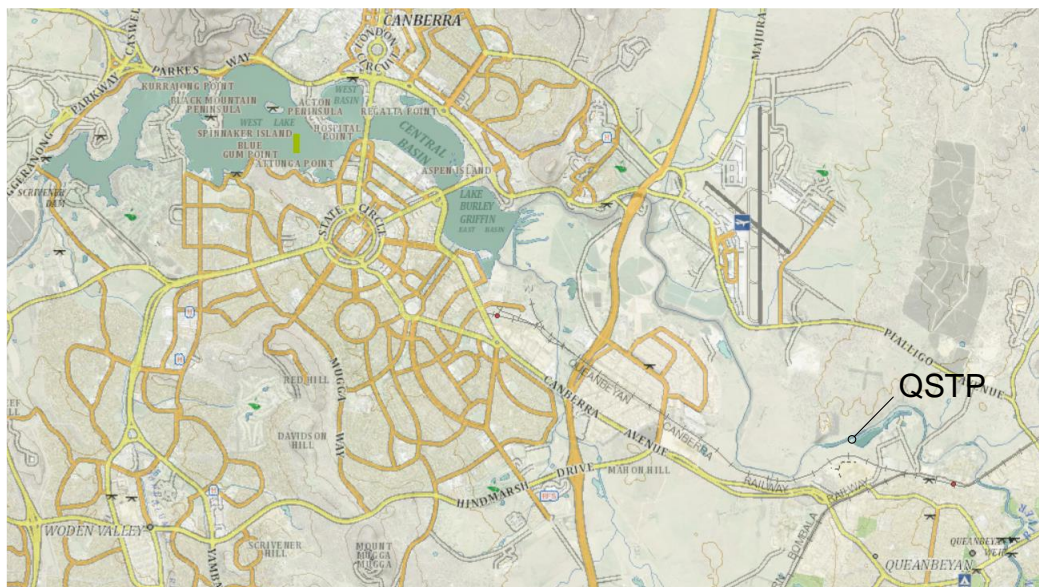 CANBERRA
CASWELL
LONDON
CIRCUIT
MAJURA
PARKES WAY
PARKWAY
KURRAJONG POINT
WEST
BASIN
BLACK MOUNTAIN
PENINSULA
ACTON
PENINSULA
REGATTA POINT
WEST LAKE
SPINNAKER ISLAND
HOSPITAL
POINT
CENTRAL
BASIN
BLUE
GUM POINT
ATTUNGA POINT
ASPEN ISLAND
GGERANONG
SCRIVENER
DAM
STATE CIRCLE
LAKE
BURLEY
GRIFFIN
EAST BASIN
PIALLIGO
AVENUE
QUEANBEYAN
CANBERRA
RAILWAY
QSTP
RED HILL
MUGGA
WAY
CANBERRA
AVENUE
DAVIDSON
HILL
MAHON HILL
HINDMARSH DRIVE
RAILWAY
BOMBALA
WODEN VALLEY
YAMBA
SCRIVENER
HILL
MOUNT
MUGGA
MUGGA
QUEANBEYAN
WEIR
QUEANBEYAN